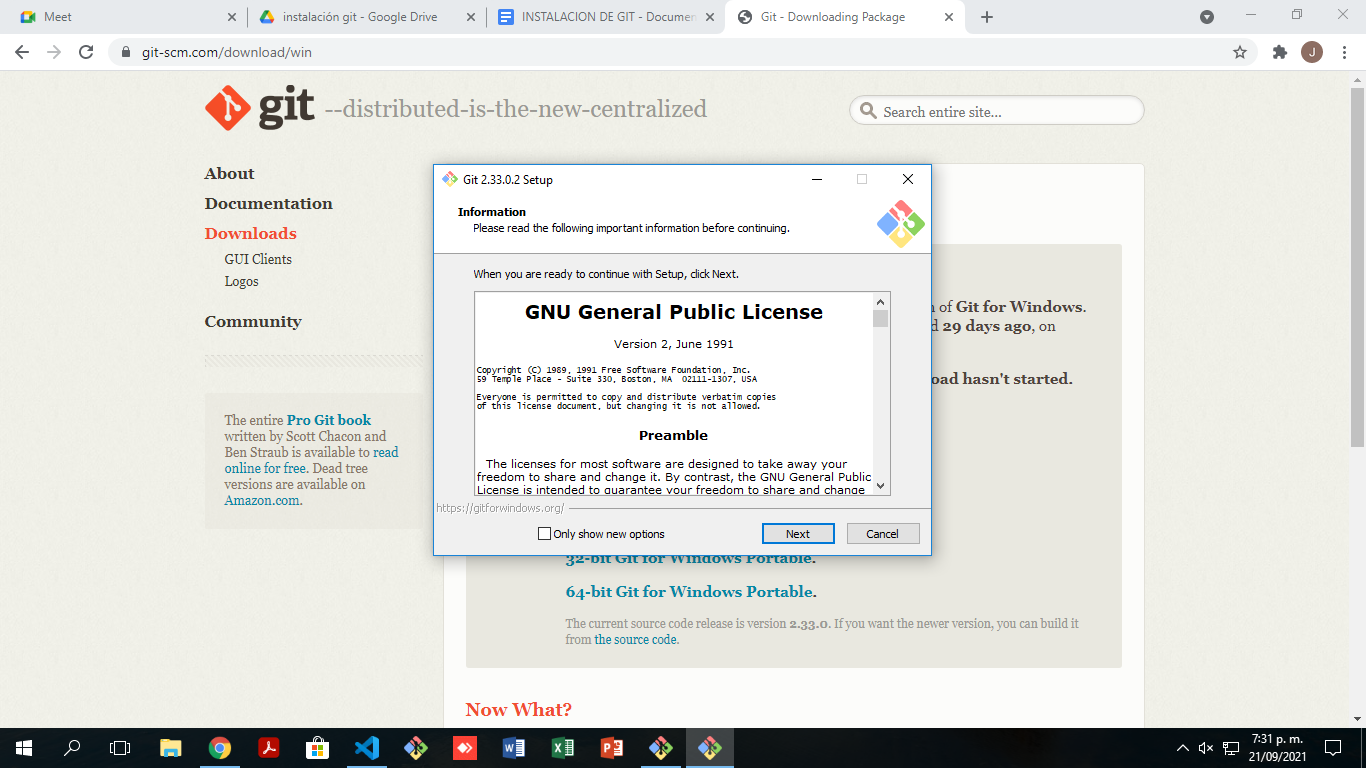 Meet
instalación git - Google Drive
INSTALACION DE GIT - Documen
Git - Downloading Package
git-scm.com/download/win
J
git --distributed-is-the-new-centralized
Search entire site...
About
Documentation
Downloads
GUI Clients
Logos
Community
The entire Pro Git book
written by Scott Chacon and
Ben Straub is available to read
online for free. Dead tree
versions are available on
Amazon.com.
of Git for Windows.
29 days ago, on
hasn't started.
Git 2.33.0.2 Setup
Information
Please read the following important information before continuing.
When you are ready to continue with Setup, click Next.
GNU General Public License
Version 2, June 1991
Copyright (C) 1989, 1991 Free Software Foundation, Inc.
59 Temple Place - Suite 330, Boston, MA 02111-1307, USA
Everyone is permitted to copy and distribute verbatim copies
of this license document, but changing it is not allowed.
Preamble
The licenses for most software are designed to take away your
freedom to share and change it. By contrast, the GNU General Public
License is intended to guarantee your freedom to share and change
https://gitforwindows.org/
Only show new options
Next
Cancel
32-bit Git for Windows Portable.
64-bit Git for Windows Portable.
The current source code release is version 2.33.0. If you want the newer version, you can build it
from the source code.
Now What?
7:31 p. m.
21/09/2021